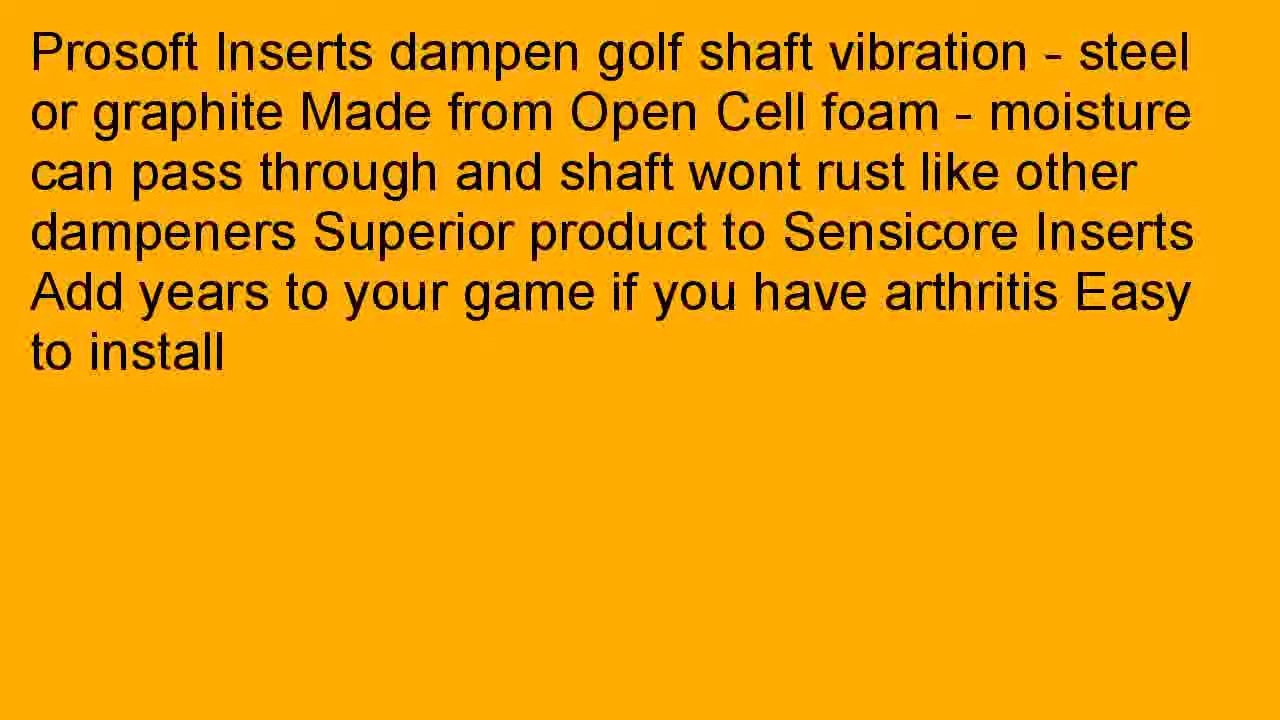 Prosoft Inserts dampen golf shaft vibration - steel
or graphite Made from Open Cell foam - moisture
can pass through and shaft wont rust like other
dampeners Superior product to Sensicore Inserts
Add years to your game if you have arthritis Easy
to install